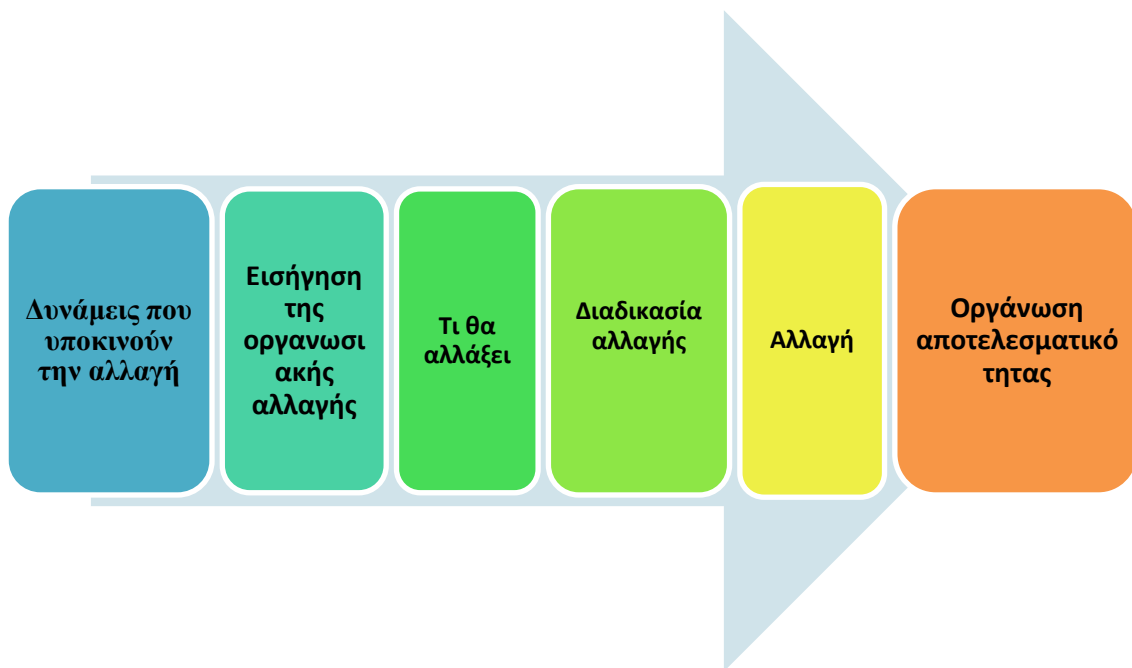 Δυνάμεις που
υποκινούν
την αλλαγή
Εισήγηση
της
οργανωσι
ακής
αλλαγής
Τι θα
αλλάξει
Διαδικασία
αλλαγής
Αλλαγή
Οργάνωση
αποτελεσματικό
τητας